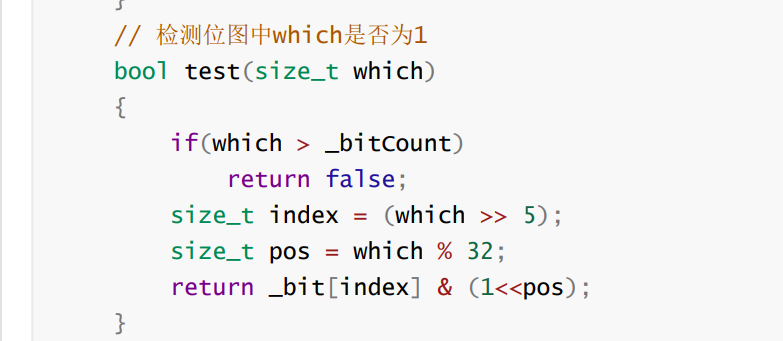 }
// 检测位图中which是否为1
bool test(size_t which)
{
if(which > _bitCount)
return false;
size_t index = (which >> 5);
size_t pos = which % 32;
return _bit[index] & (1<<pos);
}